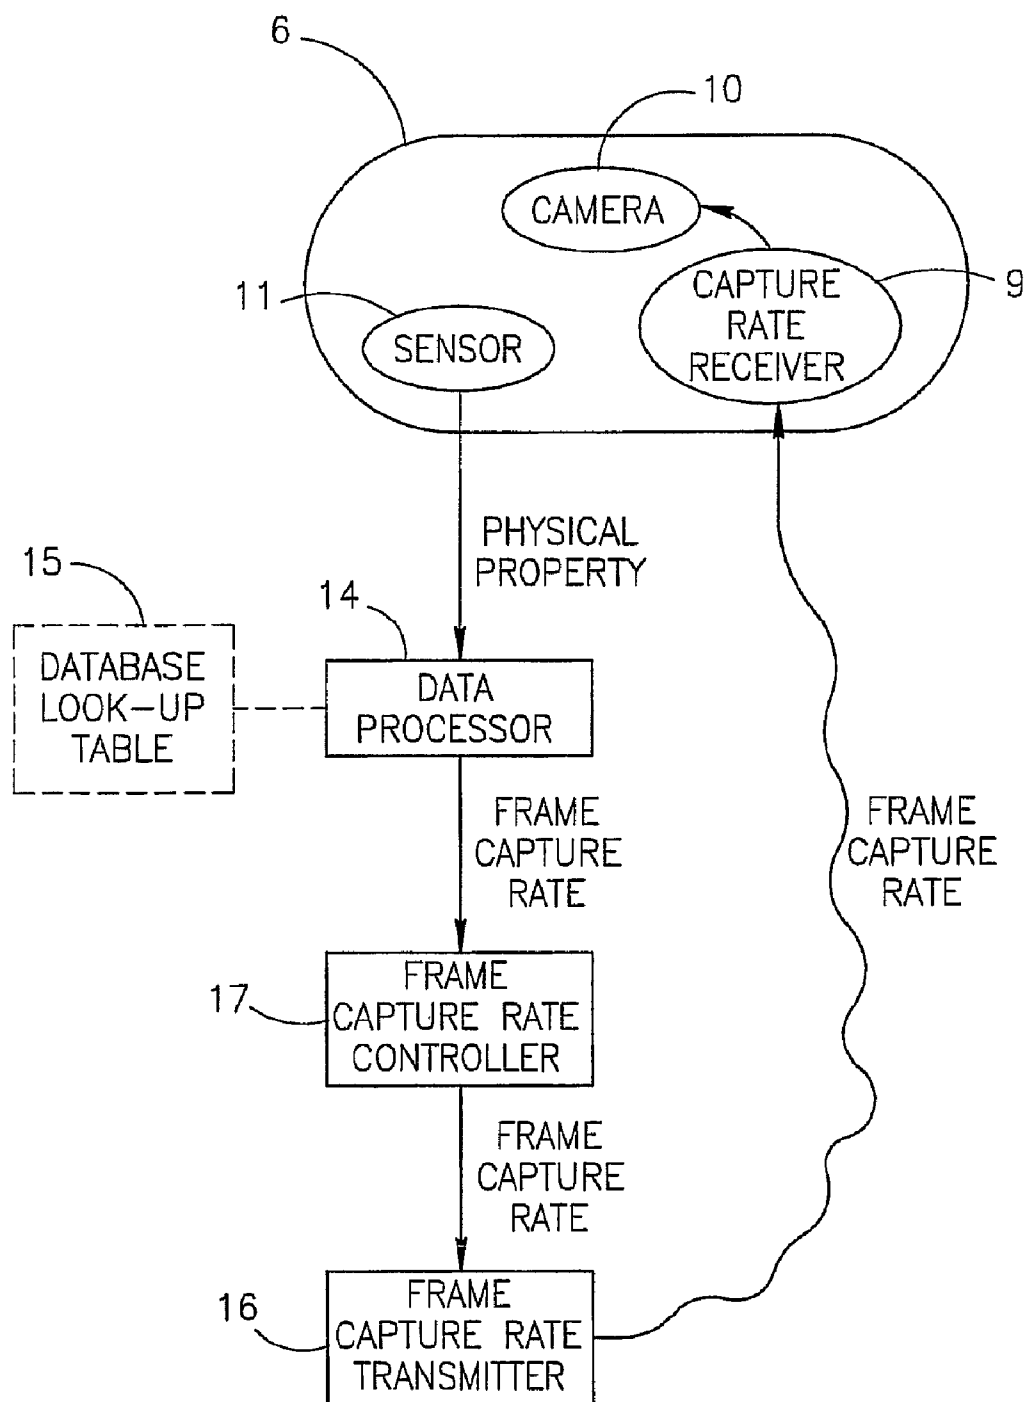 6
10
CAMERA
9
CAPTURE
RATE
RECEIVER
11
SENSOR
PHYSICAL
PROPERTY
15
DATABASE
LOOK-UP
TABLE
14
DATA
PROCESSOR
FRAME
CAPTURE
RATE
FRAME
CAPTURE
RATE
17
FRAME
CAPTURE RATE
CONTROLLER
FRAME
CAPTURE
RATE
16
FRAME
CAPTURE RATE
TRANSMITTER